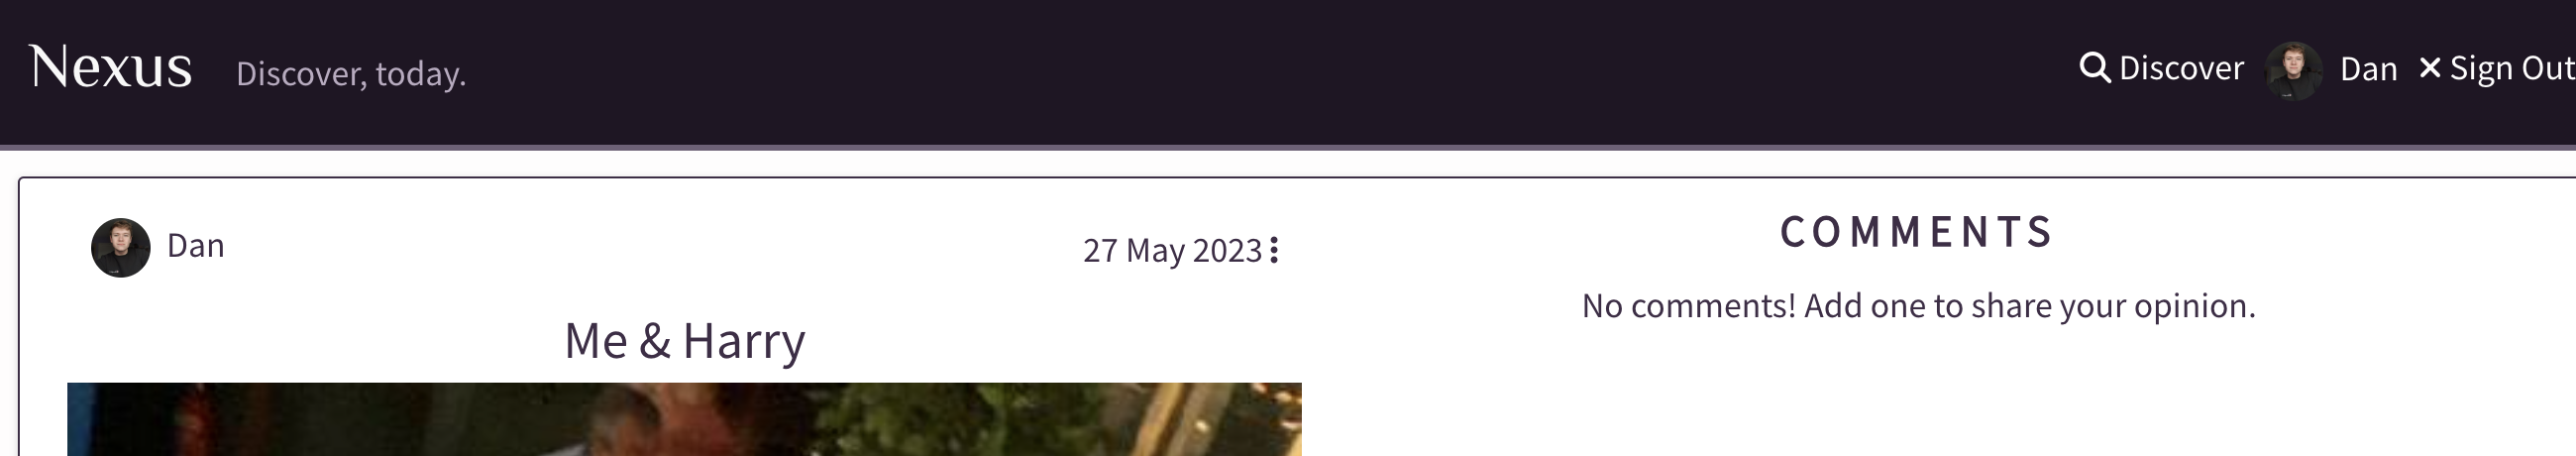 Nexus Discover, today. Discover Dan Sign Out
Dan 27 May 2023
Me & Harry
COMMENTS
No comments! Add one to share your opinion.